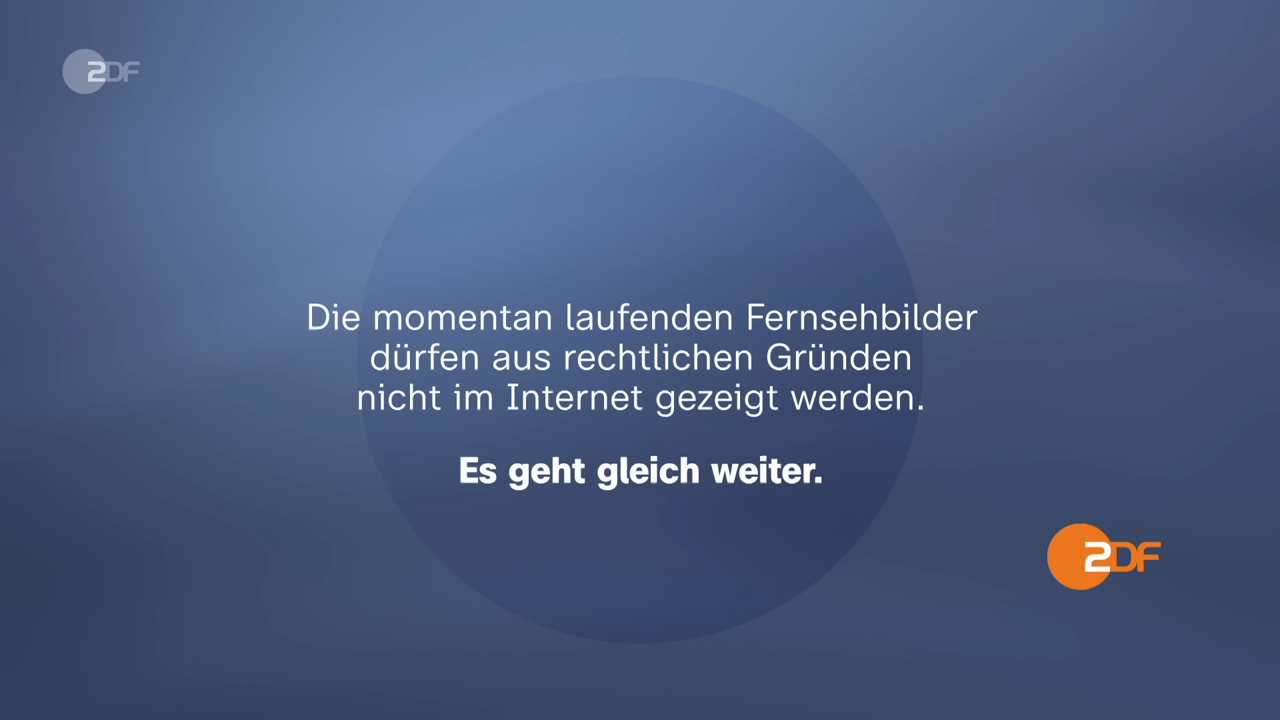 ZDF
Die momentan laufenden Fernsehbilder
dürfen aus rechtlichen Gründen
nicht im Internet gezeigt werden.
Es geht gleich weiter.
ZDF